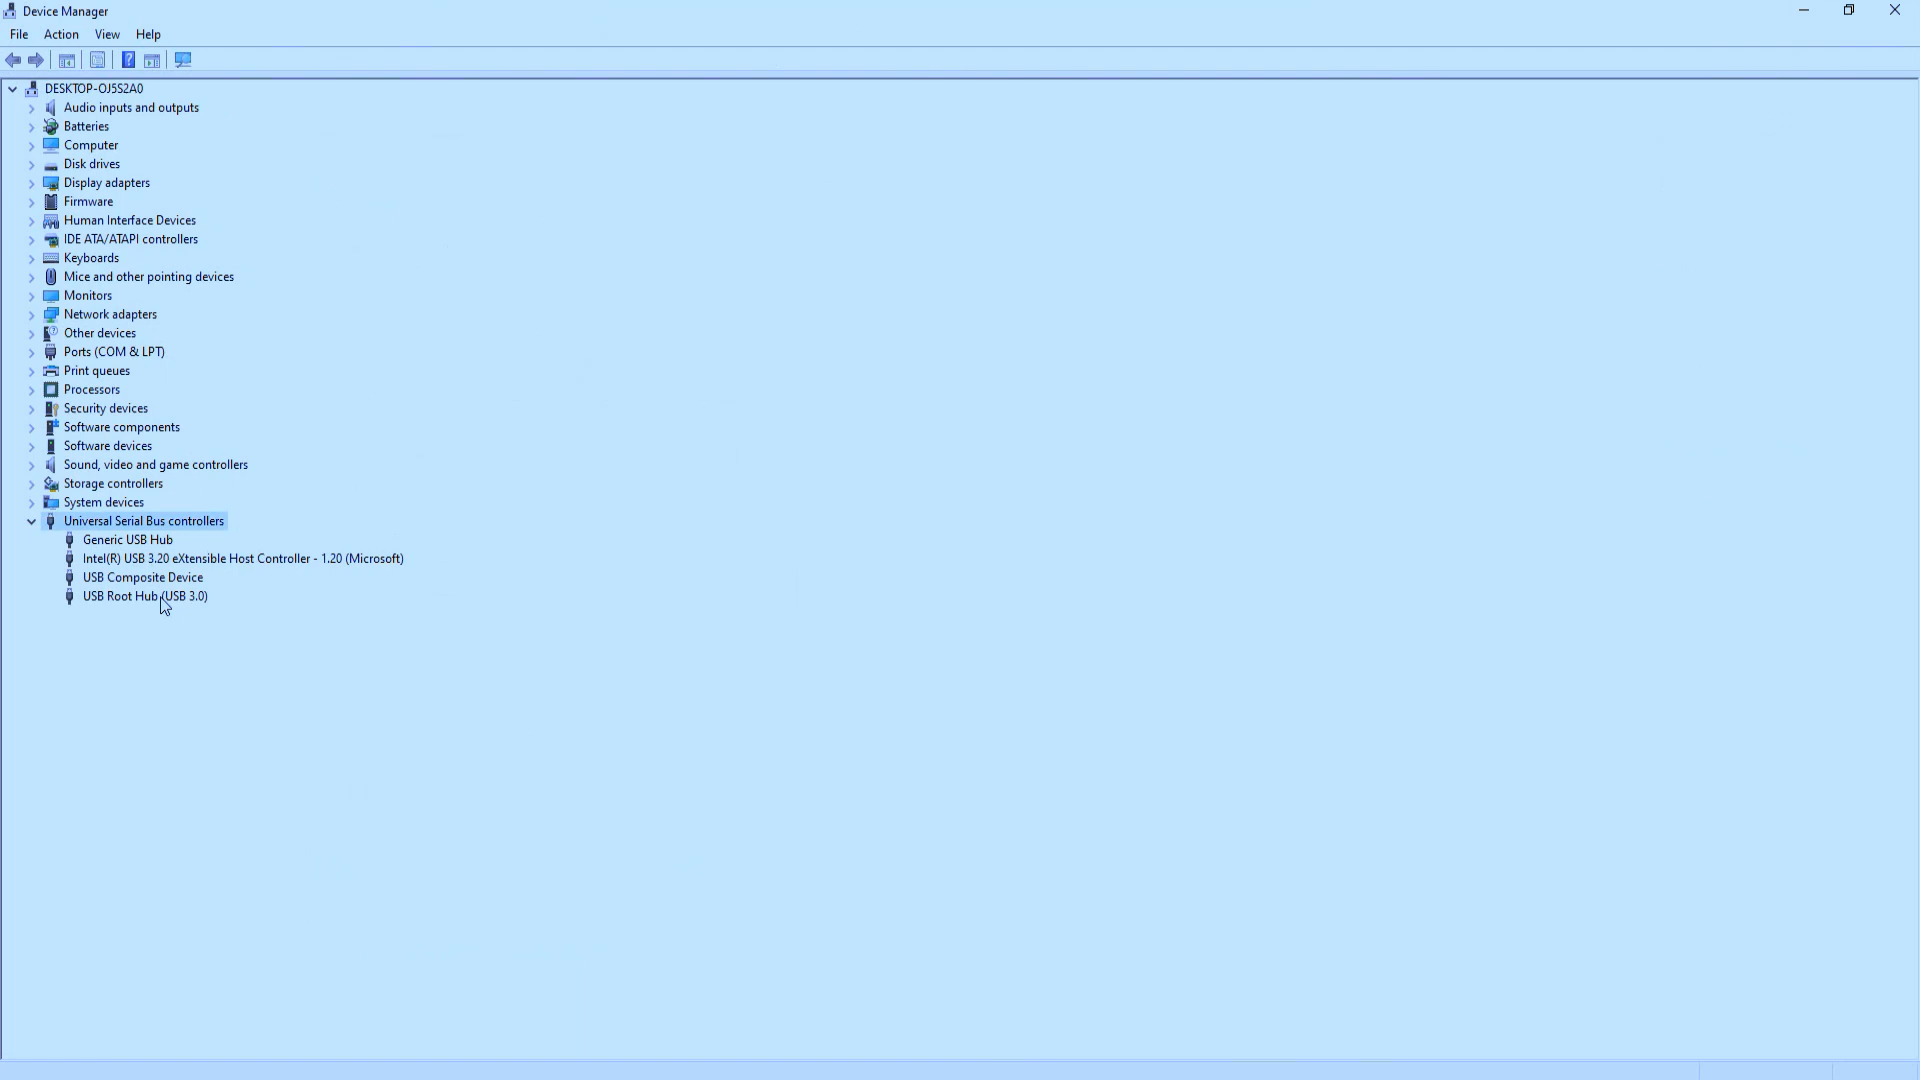 Device Manager
File Action View Help
DESKTOP-OJ5S2A0
Audio inputs and outputs
Batteries
Computer
Disk drives
Display adapters
Firmware
Human Interface Devices
IDE ATA/ATAPI controllers
Keyboards
Mice and other pointing devices
Monitors
Network adapters
Other devices
Ports (COM & LPT)
Print queues
Processors
Security devices
Software components
Software devices
Sound, video and game controllers
Storage controllers
System devices
Universal Serial Bus controllers
Generic USB Hub
Intel(R) USB 3.20 eXtensible Host Controller - 1.20 (Microsoft)
USB Composite Device
USB Root Hub (USB 3.0)